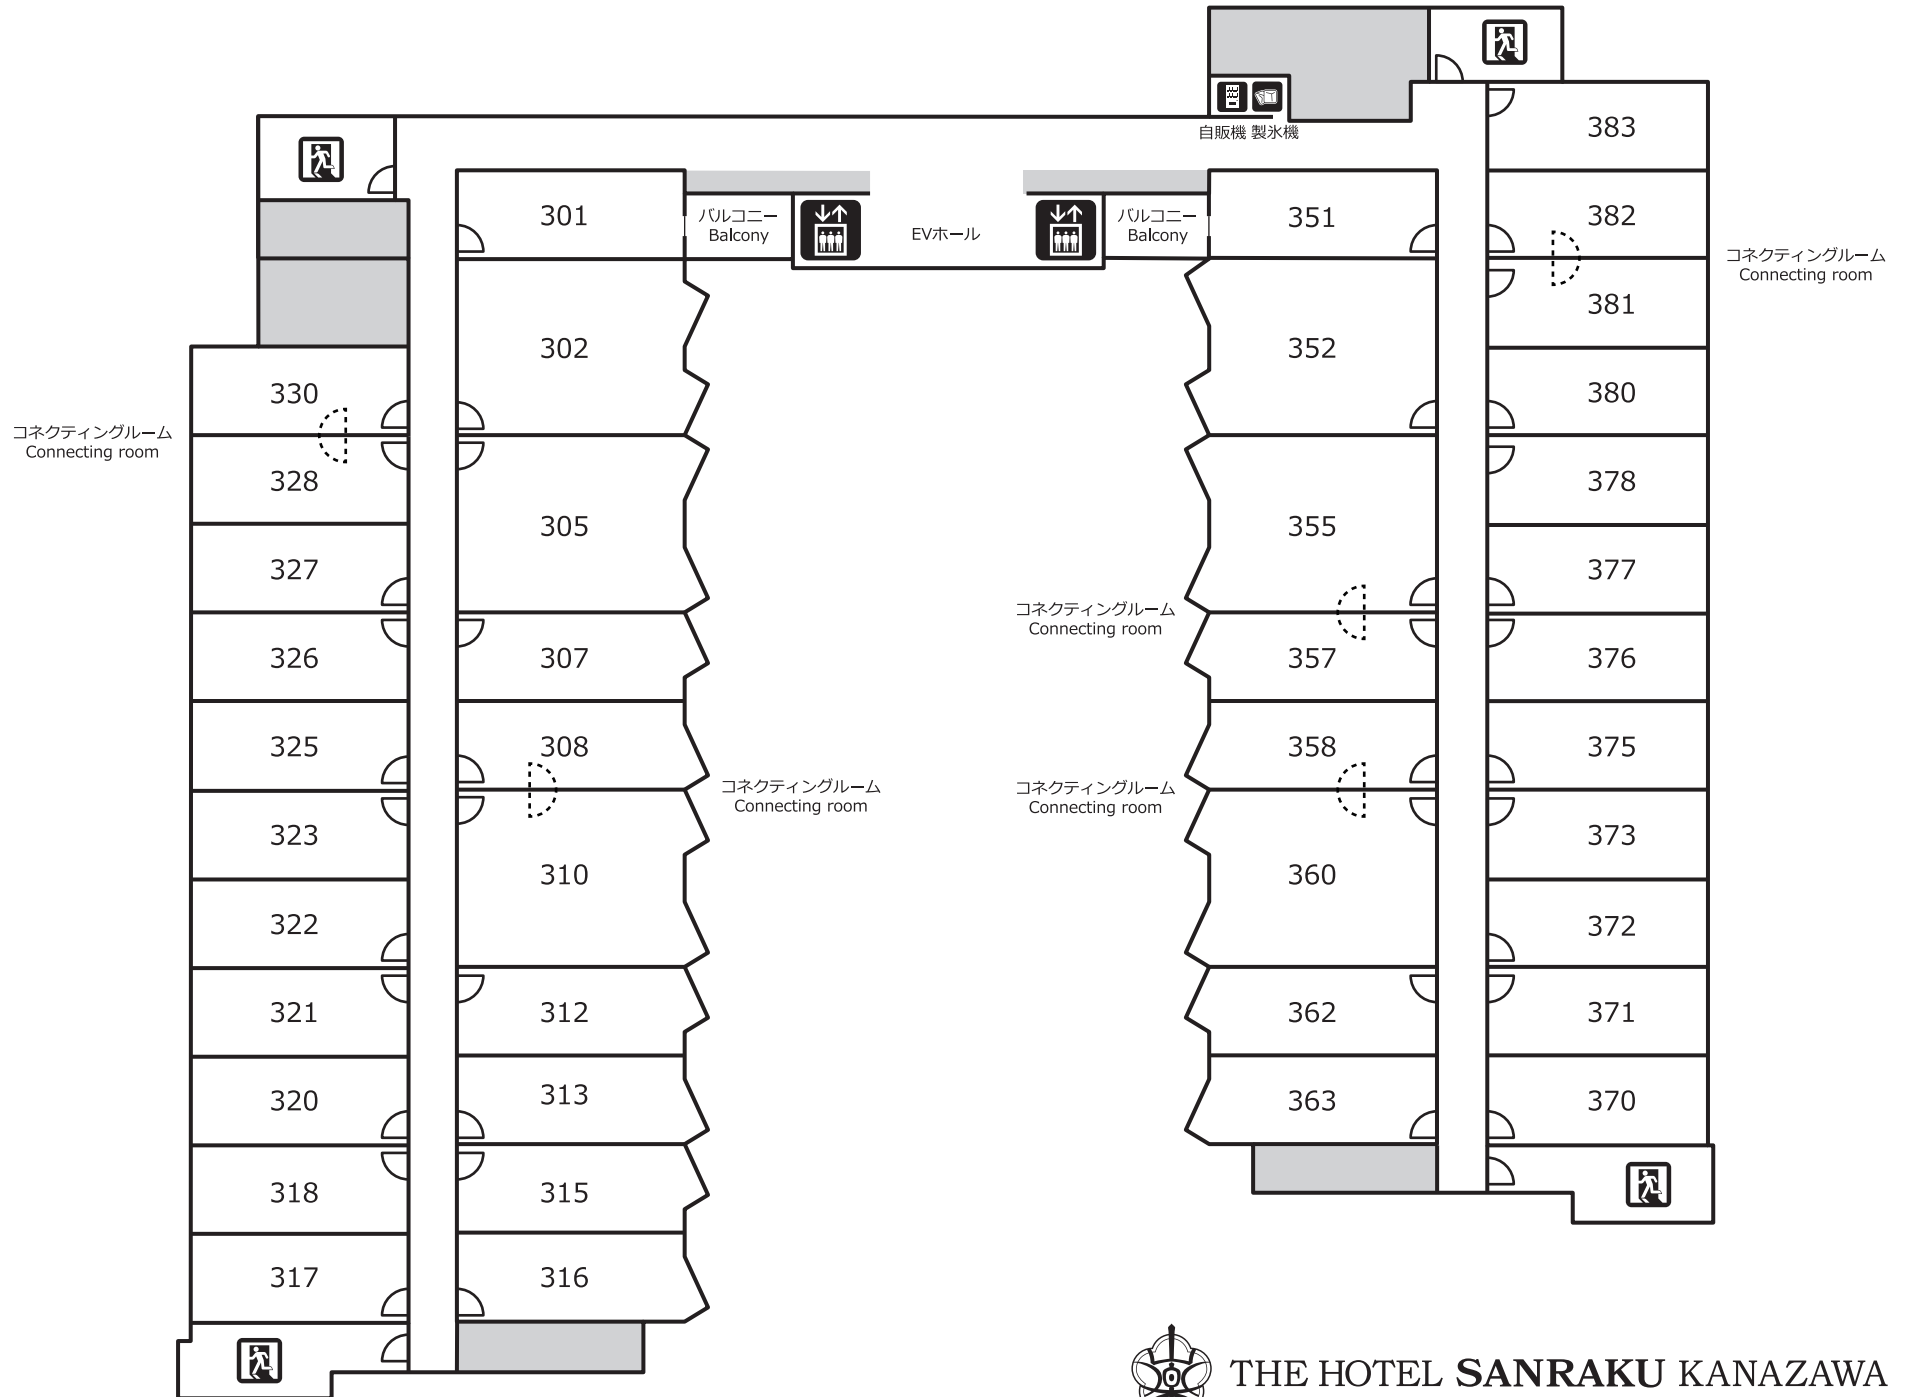 自販機 製氷機
383
301
バルコニー
Balcony
EVホール
バルコニー
Balcony
351
382
コネクティングルーム
Connecting room
381
302
352
330
380
コネクティングルーム
Connecting room
328
378
305
355
327
377
コネクティングルーム
Connecting room
326
307
357
376
325
308
358
375
コネクティングルーム
Connecting room
コネクティングルーム
Connecting room
323
373
310
360
322
372
321
312
362
371
320
313
363
370
318
315
317
316
THE HOTEL SANRAKU KANAZAWA